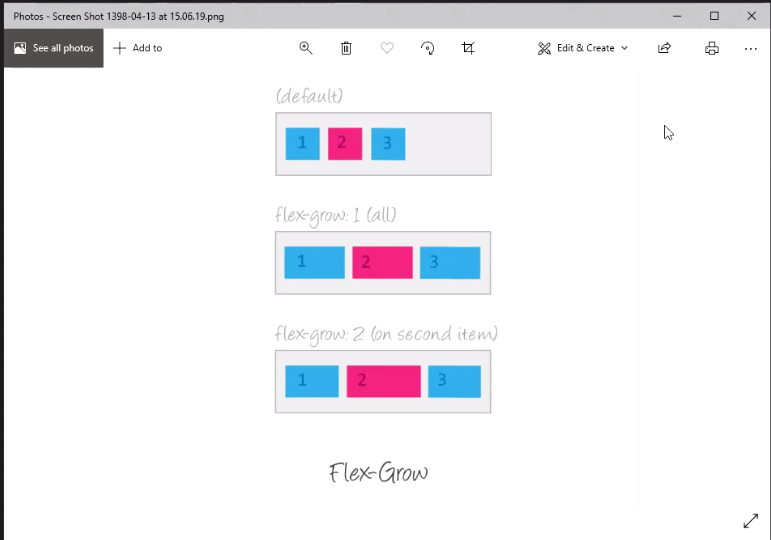 Photos - Screen Shot 1398-04-13 at 15.06.19.png
See all photos
Add to
Edit & Create
(default)
1 2 3
flex-grow: 1 (all)
1 2 3
flex-grow: 2 (on second item)
1 2 3
Flex-Grow